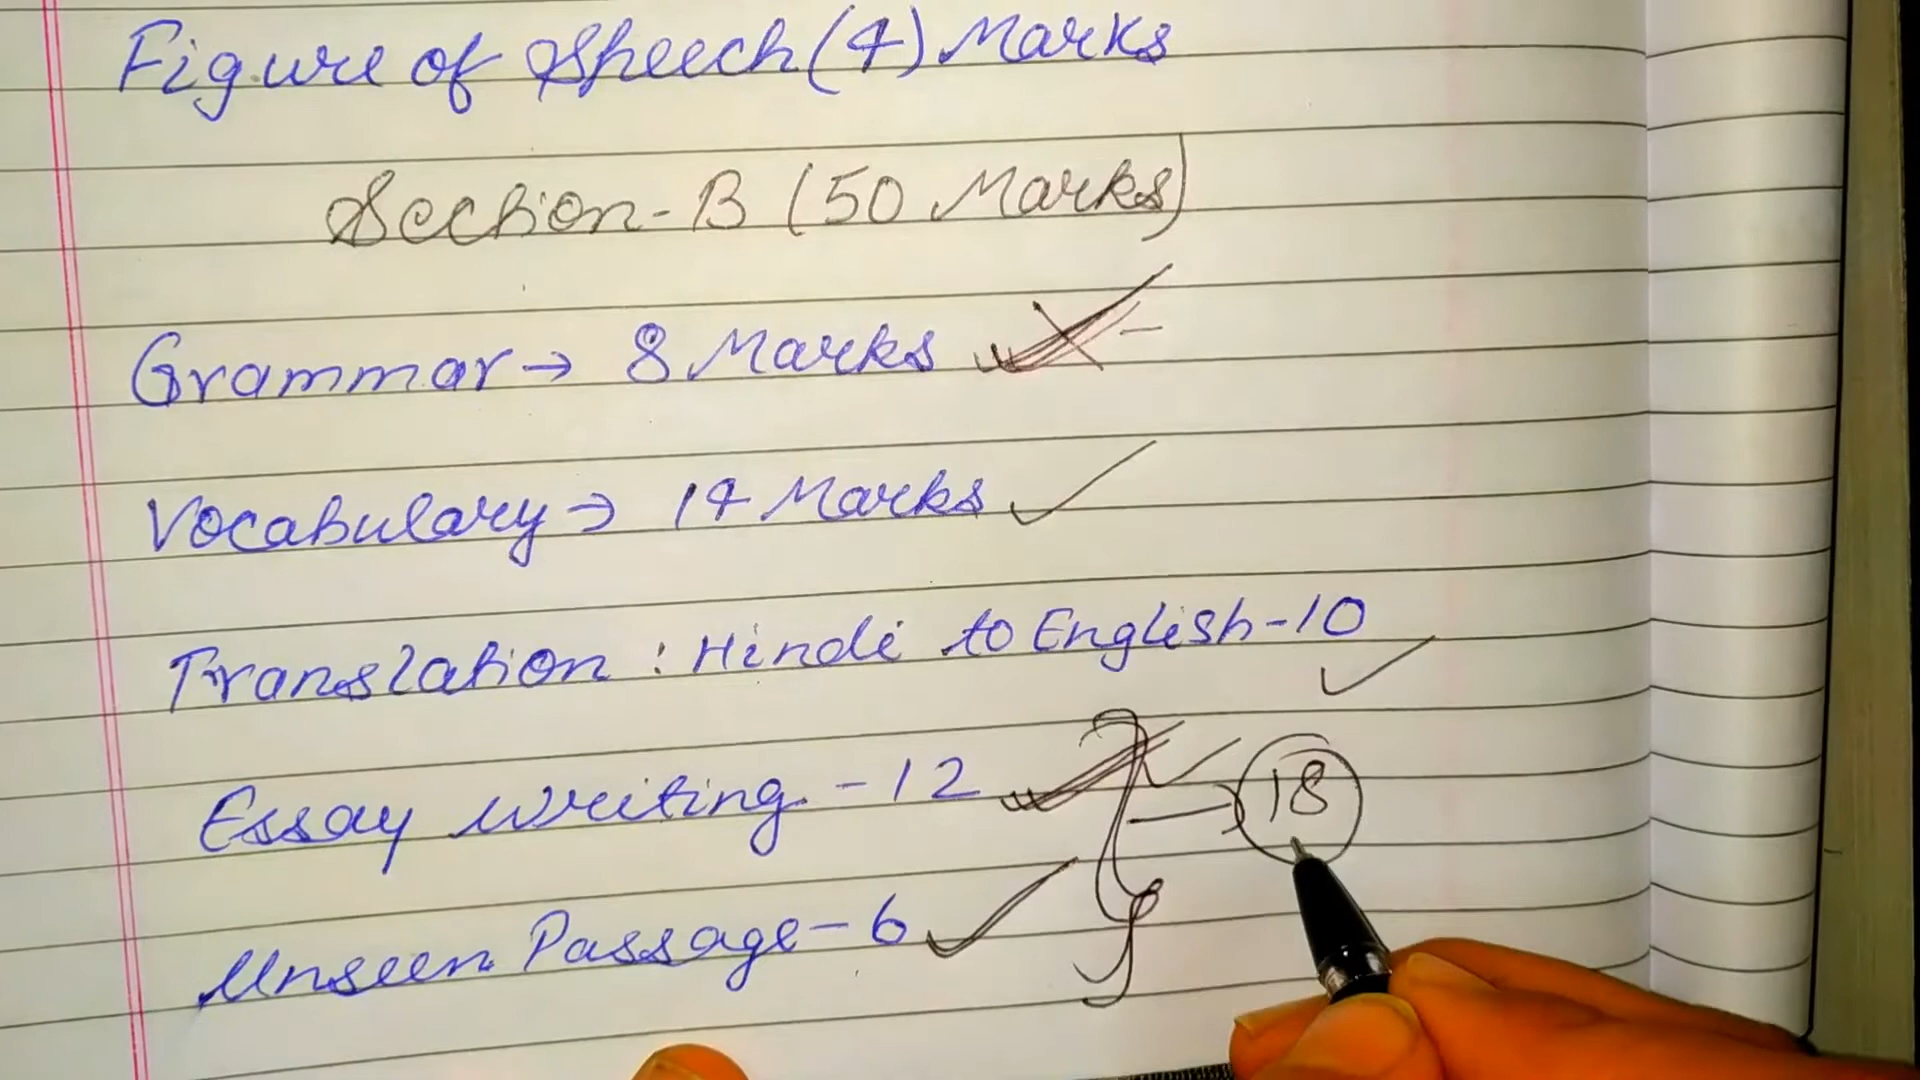 Figure of Speech (4) Marks
Section-B (50 Marks)
Grammar → 8 Marks
Vocabulary → 14 Marks
Translation : Hindi to English-10
Essay writing -12
18
Unseen Passage-6